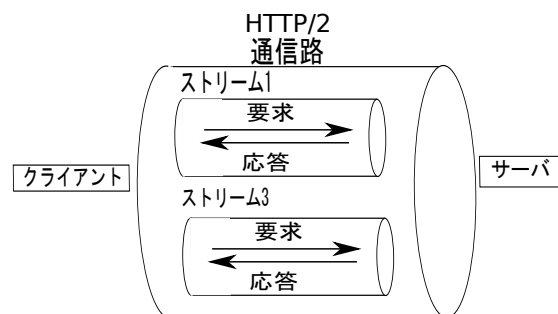 HTTP/2
通信路
ストリーム1
要求
応答
クライアント
サーバ
ストリーム3
要求
応答